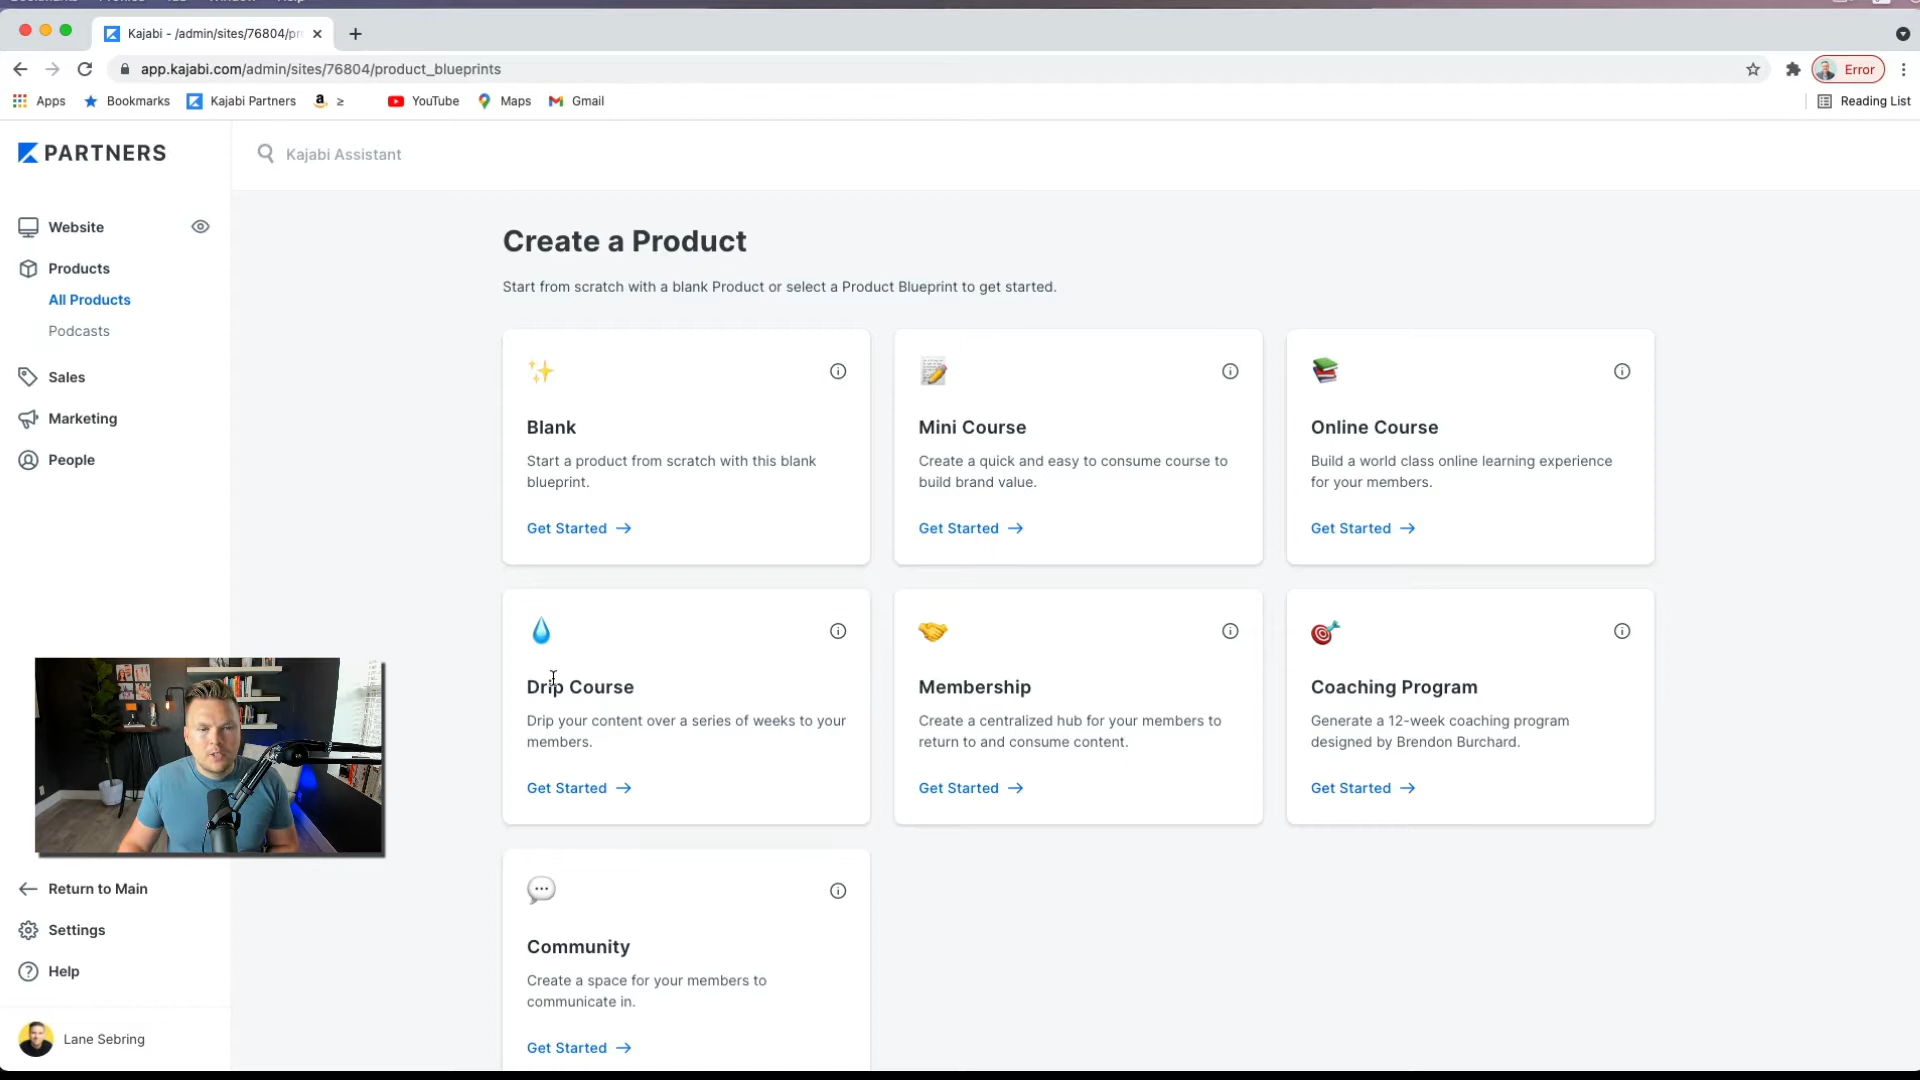 Kajabi - /admin/sites/76804/pr
app.kajabi.com/admin/sites/76804/product_blueprints
Error
Apps
Bookmarks
Kajabi Partners
YouTube
Maps
Gmail
Reading List
PARTNERS
Kajabi Assistant
Website
Products
All Products
Podcasts
Sales
Marketing
People
Return to Main
Settings
Help
Lane Sebring
Create a Product
Start from scratch with a blank Product or select a Product Blueprint to get started.
Blank
Start a product from scratch with this blank
blueprint.
Get Started →
Mini Course
Create a quick and easy to consume course to
build brand value.
Get Started →
Online Course
Build a world class online learning experience
for your members.
Get Started →
Drip Course
Drip your content over a series of weeks to your
members.
Get Started →
Membership
Create a centralized hub for your members to
return to and consume content.
Get Started →
Coaching Program
Generate a 12-week coaching program
designed by Brendon Burchard.
Get Started →
Community
Create a space for your members to
communicate in.
Get Started →